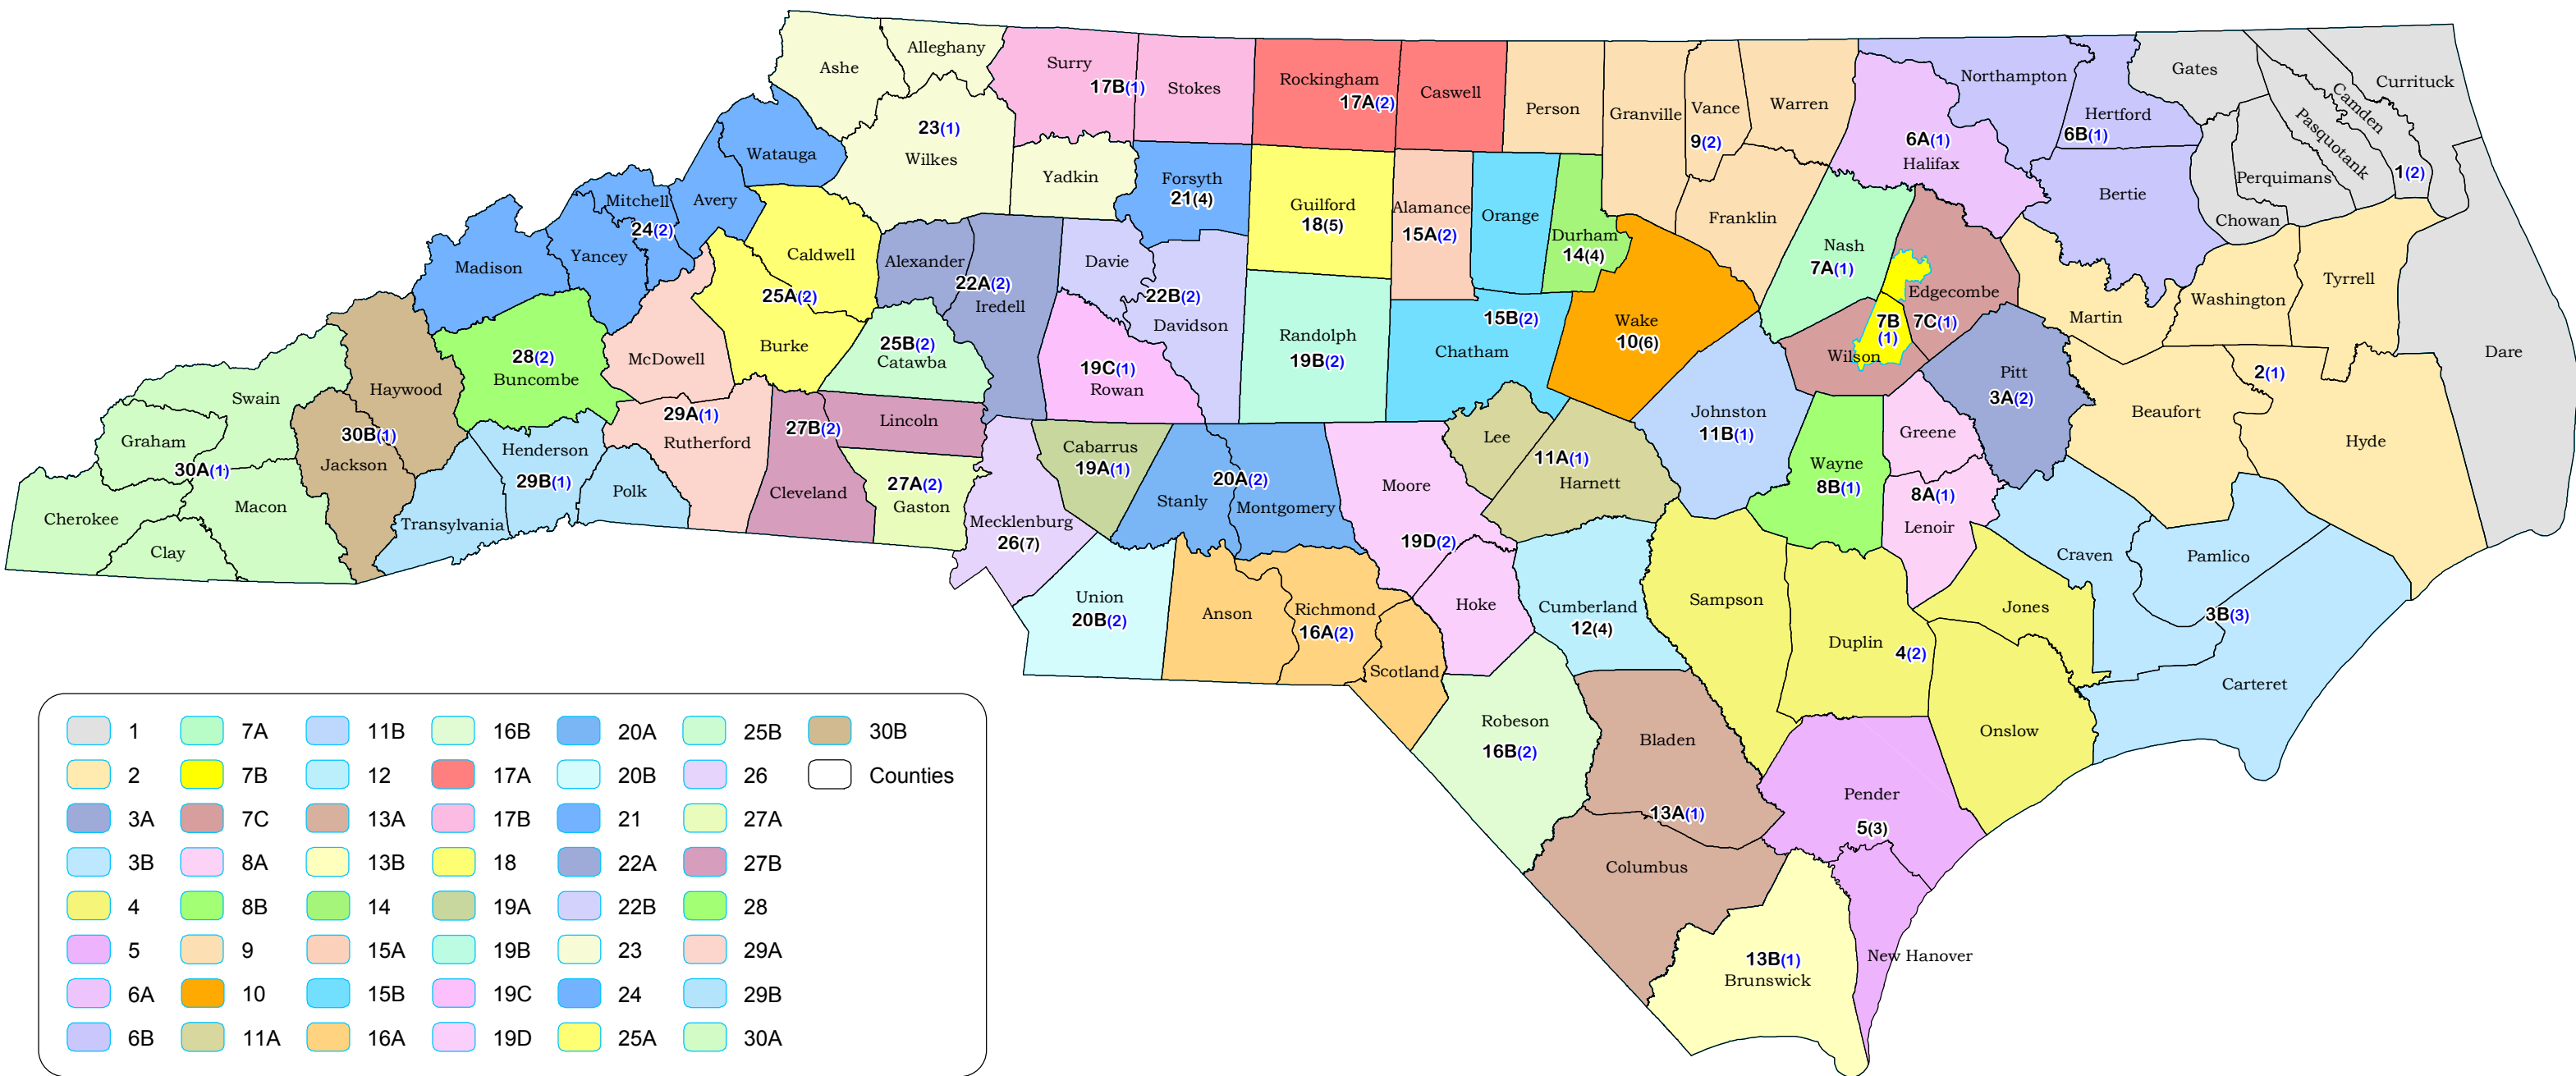 Ashe
Alleghany
Surry
17B(1)
Stokes
Rockingham
17A(2)
Caswell
Person
Granville
Vance
9(2)
Warren
Northampton
Hertford
6B(1)
Gates
Camden
Currituck
Pasquotank
Perquimans
1(2)
Chowan
Bertie
6A(1)
Halifax
23(1)
Wilkes
Watauga
Yadkin
Forsyth
21(4)
Guilford
18(5)
Alamance
15A(2)
Orange
Durham
14(4)
Franklin
Nash
7A(1)
Edgecombe
7C(1)
7B
(1)
Wilson
Martin
Washington
Tyrrell
Dare
Mitchell
24(2)
Avery
Yancey
Madison
Caldwell
25A(2)
Burke
Alexander
22A(2)
Iredell
Davie
22B(2)
Davidson
Randolph
19B(2)
15B(2)
Chatham
Wake
10(6)
Johnston
11B(1)
Pitt
3A(2)
Beaufort
2(1)
Hyde
28(2)
Buncombe
McDowell
25B(2)
Catawba
19C(1)
Rowan
Haywood
Swain
Graham
30A(1)
30B(1)
Jackson
Macon
Cherokee
Clay
Henderson
29B(1)
Transylvania
Polk
29A(1)
Rutherford
27B(2)
Cleveland
Lincoln
27A(2)
Gaston
Mecklenburg
26(7)
Cabarrus
19A(1)
Stanly
20A(2)
Montgomery
Moore
19D(2)
Lee
11A(1)
Harnett
Wayne
8B(1)
Greene
8A(1)
Lenoir
Craven
Pamlico
3B(3)
Carteret
Jones
Onslow
Union
20B(2)
Anson
Richmond
16A(2)
Scotland
Hoke
Cumberland
12(4)
Sampson
Duplin
4(2)
Robeson
16B(2)
Bladen
13A(1)
Columbus
Pender
5(3)
New Hanover
13B(1)
Brunswick
1
2
3A
3B
4
5
6A
6B
7A
7B
7C
8A
8B
9
10
11A
11B
12
13A
13B
14
15A
15B
16A
16B
17A
17B
18
19A
19B
19C
19D
20A
20B
21
22A
22B
23
24
25A
25B
26
27A
27B
28
29A
29B
30A
30B
Counties